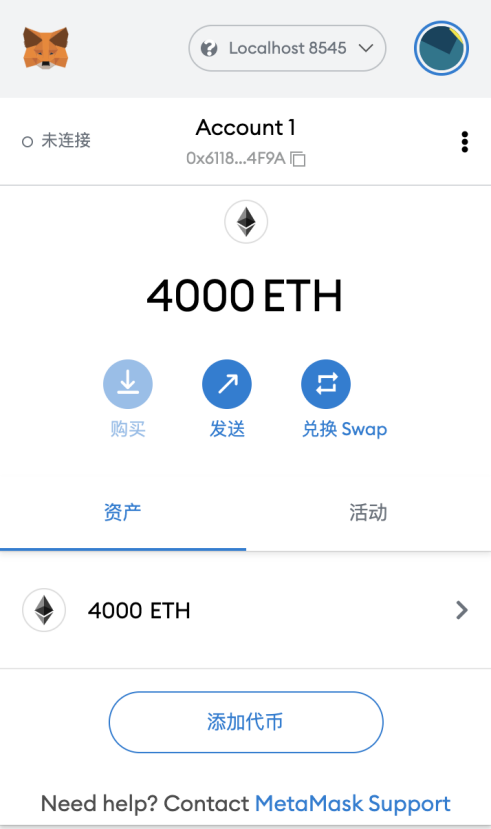 Localhost 8545
未连接
Account 1
0x6118...4F9A
4000 ETH
购买
发送
兑换 Swap
资产
活动
4000 ETH
添加代币
Need help? Contact MetaMask Support